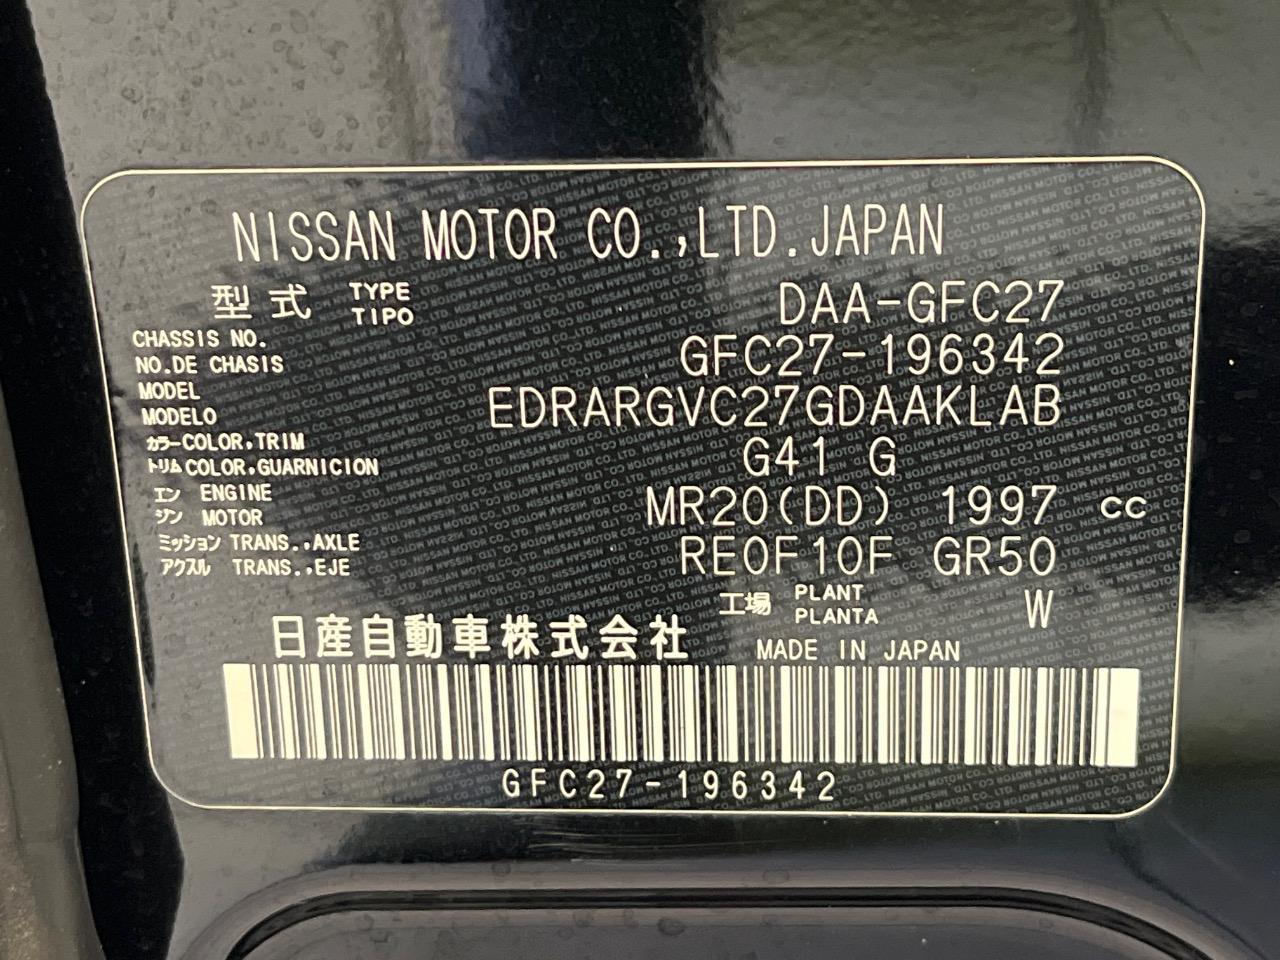 NISSAN MOTOR CO.,LTD.JAPAN
型式 TYPE TIPO DAA-GFC27
CHASSIS NO.
NO.DE CHASIS GFC27-196342
MODEL
MODELO EDRARGVC27GDAAKLAB
カラー COLOR,TRIM
トリム COLOR,GUARNICION G41 G
エン ENGINE
ジン MOTOR MR20(DD) 1997 cc
ミッション TRANS.,AXLE
アクスル TRANS.,EJE RE0F10F GR50
工場 PLANT PLANTA W
日産自動車株式会社 MADE IN JAPAN
GFC27-196342